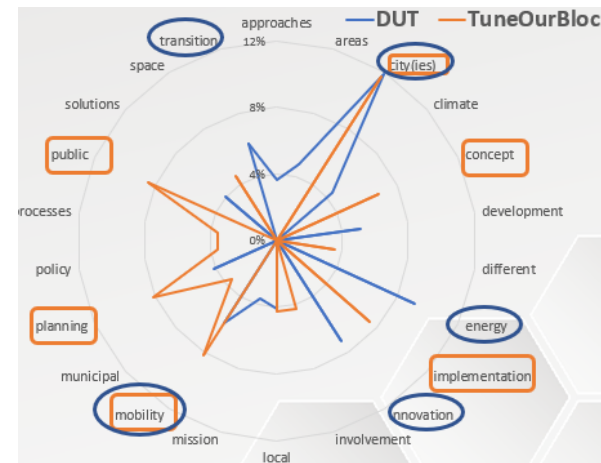 approaches
DUT
TuneOurBloc
areas
transition
12%
city(ies)
space
climate
solutions
8%
public
concept
4%
processes
development
0%
policy
different
planning
energy
municipal
implementation
mobility
nnovation
mission
involvement
local